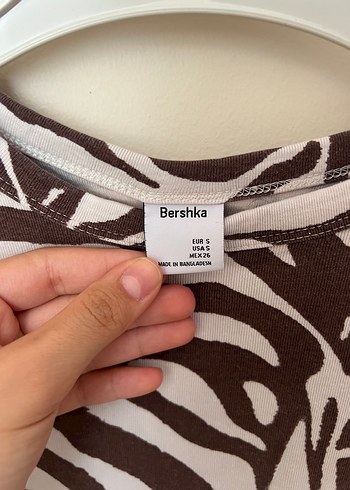 Bershka
EUR S
USA S
MEX 26
MADE IN BANGLADESH